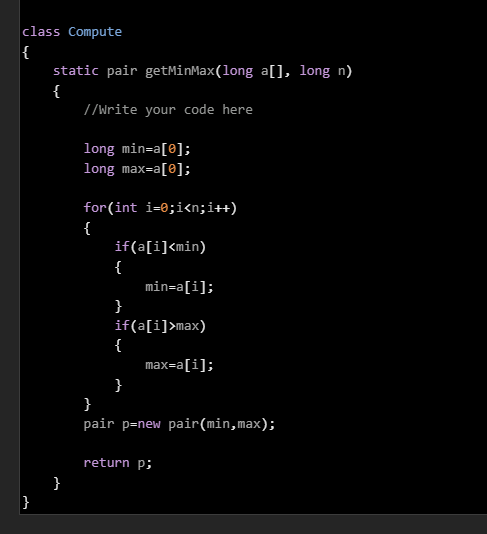 class Compute
{
    static pair getMinMax(long a[], long n)
    {
        //Write your code here
        long min=a[0];
        long max=a[0];
        for(int i=0;i<n;i++)
        {
            if(a[i]<min)
            {
                min=a[i];
            }
            if(a[i]>max)
            {
                max=a[i];
            }
        }
        pair p=new pair(min,max);
        return p;
    }
}